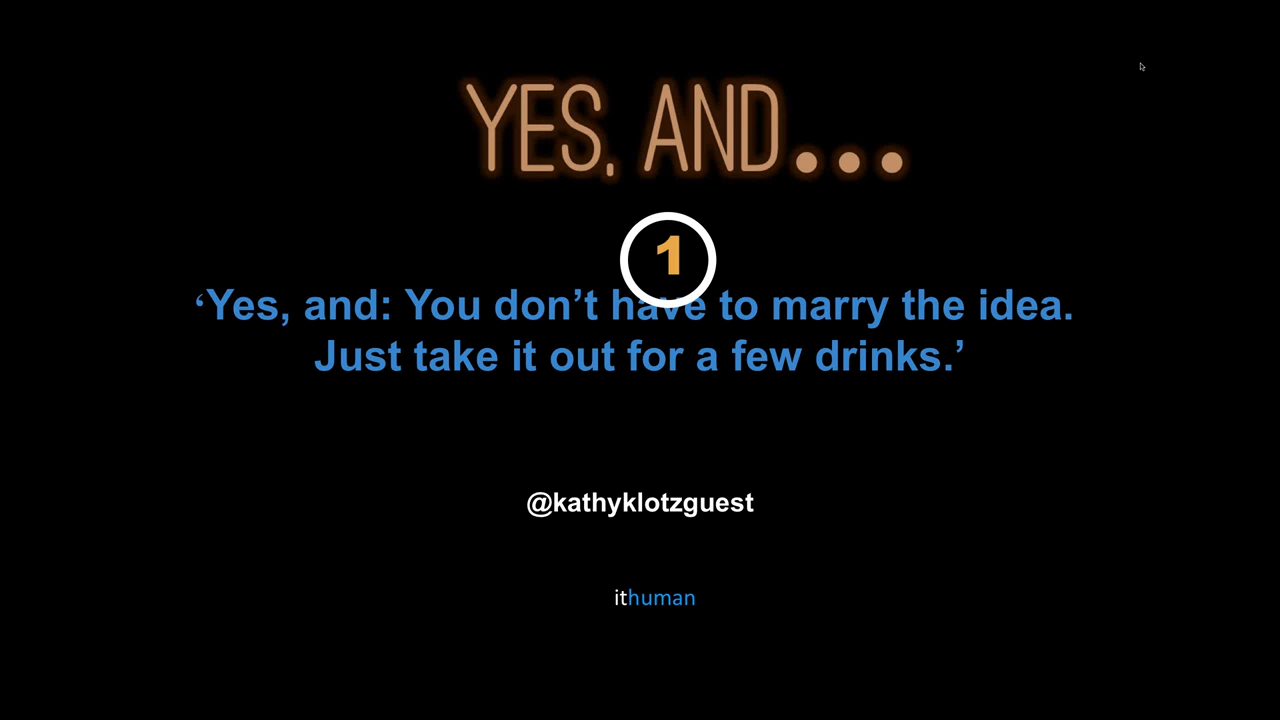 YES, AND...
1
‘Yes, and: You don’t have to marry the idea.
Just take it out for a few drinks.’
@kathyklotzguest
ithuman